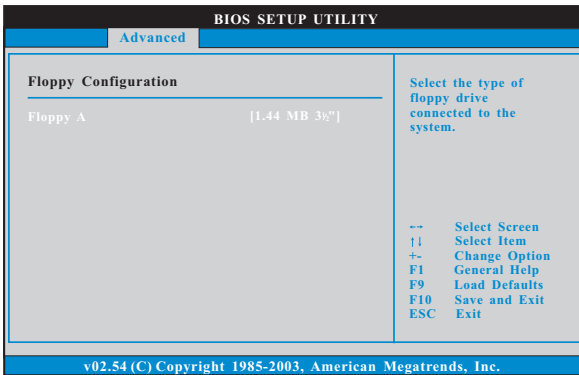 BIOS SETUP UTILITY
Advanced
Floppy Configuration
Floppy A [1.44 MB 3½"]
Select the type of
floppy drive
connected to the
system.
←→ Select Screen
↑↓ Select Item
+- Change Option
F1 General Help
F9 Load Defaults
F10 Save and Exit
ESC Exit
v02.54 (C) Copyright 1985-2003, American Megatrends, Inc.